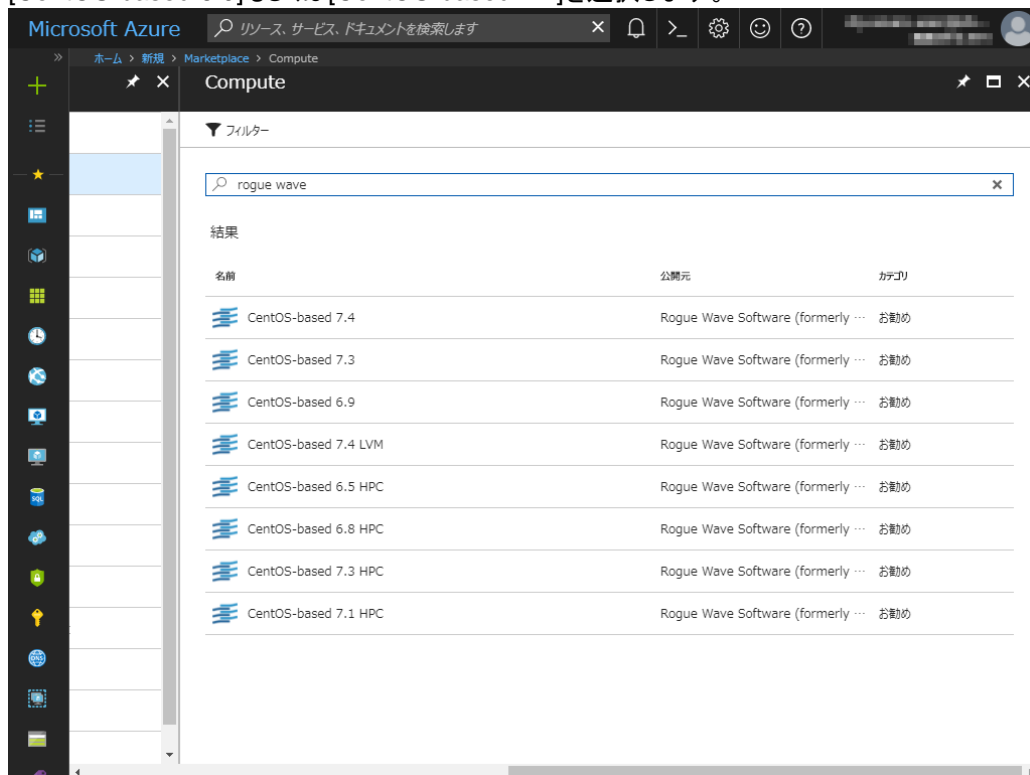 Microsoft Azure
リソース、サービス、ドキュメントを検索します
ホーム > 新規 > Marketplace > Compute
Compute
フィルター
rogue wave
結果
名前 公開元 カテゴリ
CentOS-based 7.4 Rogue Wave Software (formerly ··· お勧め
CentOS-based 7.3 Rogue Wave Software (formerly ··· お勧め
CentOS-based 6.9 Rogue Wave Software (formerly ··· お勧め
CentOS-based 7.4 LVM Rogue Wave Software (formerly ··· お勧め
CentOS-based 6.5 HPC Rogue Wave Software (formerly ··· お勧め
CentOS-based 6.8 HPC Rogue Wave Software (formerly ··· お勧め
CentOS-based 7.3 HPC Rogue Wave Software (formerly ··· お勧め
CentOS-based 7.1 HPC Rogue Wave Software (formerly ··· お勧め
SQL
DNS